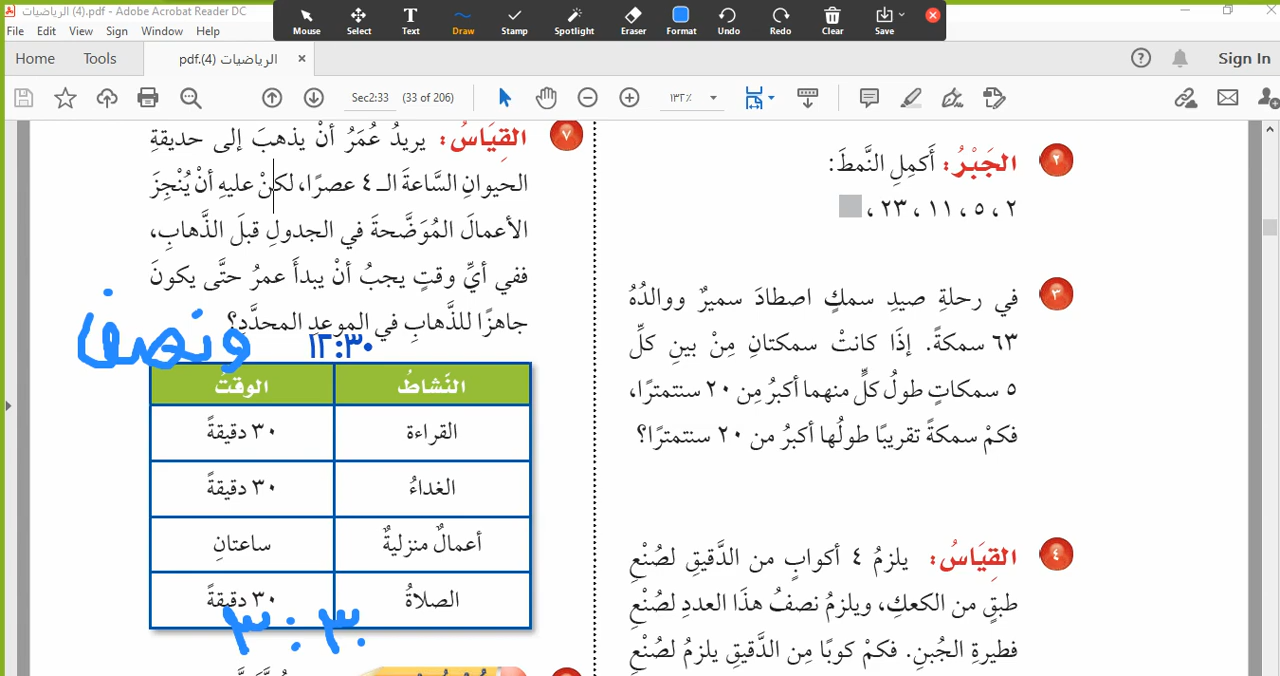 الرياضيات (4).pdf - Adobe Acrobat Reader DC
Mouse Select Text Draw Stamp Spotlight Eraser Format Undo Redo Clear Save
File Edit View Sign Window Help
Home Tools الرياضيات (4).pdf × Sign In
Sec2:33 (33 of 206) ١٣٢٪
٢ الجَبْرُ: أَكمِلِ النَّمطَ:
٢ ، ٥ ، ١١ ، ٢٣ ،
٣ في رحلةِ صيدِ سمكٍ اصطادَ سميرٌ ووالدُهُ
٦٣ سمكةً. إذَا كانتْ سمكتانِ مِنْ بينِ كلِّ
٥ سمكاتٍ طولُ كلٍّ منهما أكبرُ مِن ٢٠ سنتمترًا،
فكمْ سمكةً تقريبًا طولُها أكبرُ من ٢٠ سنتمترًا؟
٤ القِيَاسُ: يلزمُ ٤ أكوابٍ من الدَّقيقِ لصُنْعِ
طبقٍ من الكعكِ، ويلزمُ نصفُ هذَا العددِ لصُنْعِ
فطيرةِ الجُبنِ. فكمْ كوبًا مِن الدَّقيقِ يلزمُ لصُنْعِ
٧ القِيَاسُ: يريدُ عُمَرُ أنْ يذهبَ إلى حديقةِ
الحيوانِ السَّاعةَ الـ ٤ عصرًا، لكنْ عليهِ أنْ يُنْجِزَ
الأعمالَ المُوَضَّحةَ في الجدولِ قبلَ الذَّهابِ،
ففي أيِّ وقتٍ يجبُ أنْ يبدأَ عمرُ حتَّى يكونَ
جاهزًا للذَّهابِ في الموعدِ المحدَّدِ؟
١٢:٣٠ ونصف
النَّشاطُ الوقتُ
القراءة ٣٠ دقيقةً
الغداءُ ٣٠ دقيقةً
أعمالٌ منزليةٌ ساعتانِ
الصلاةُ ٣٠ دقيقةً
٣:٣٠